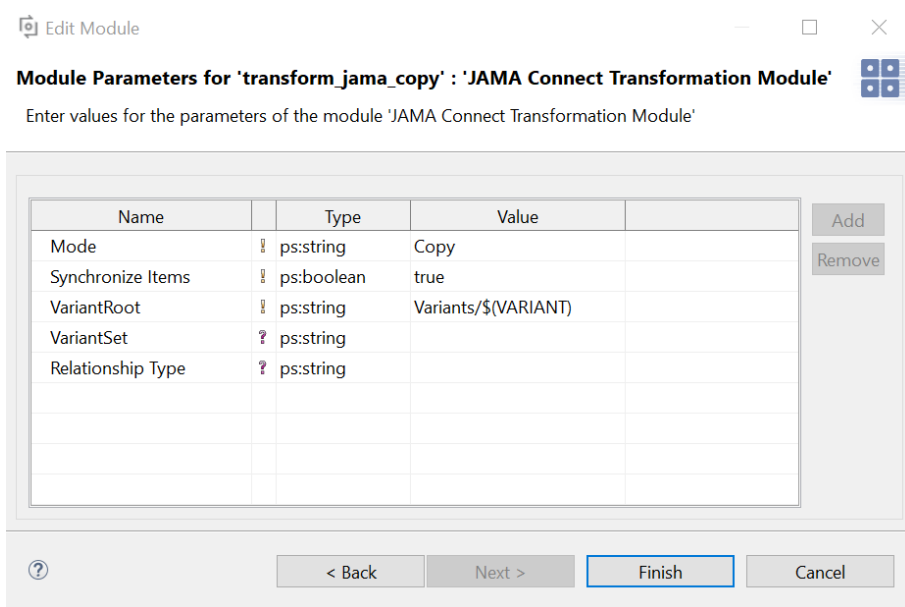 Edit Module
Module Parameters for 'transform_jama_copy' : 'JAMA Connect Transformation Module'
Enter values for the parameters of the module 'JAMA Connect Transformation Module'
Name Type Value
Mode ! ps:string Copy
Synchronize Items ! ps:boolean true
VariantRoot ! ps:string Variants/$(VARIANT)
VariantSet ? ps:string
Relationship Type ? ps:string
Add
Remove
? < Back Next > Finish Cancel